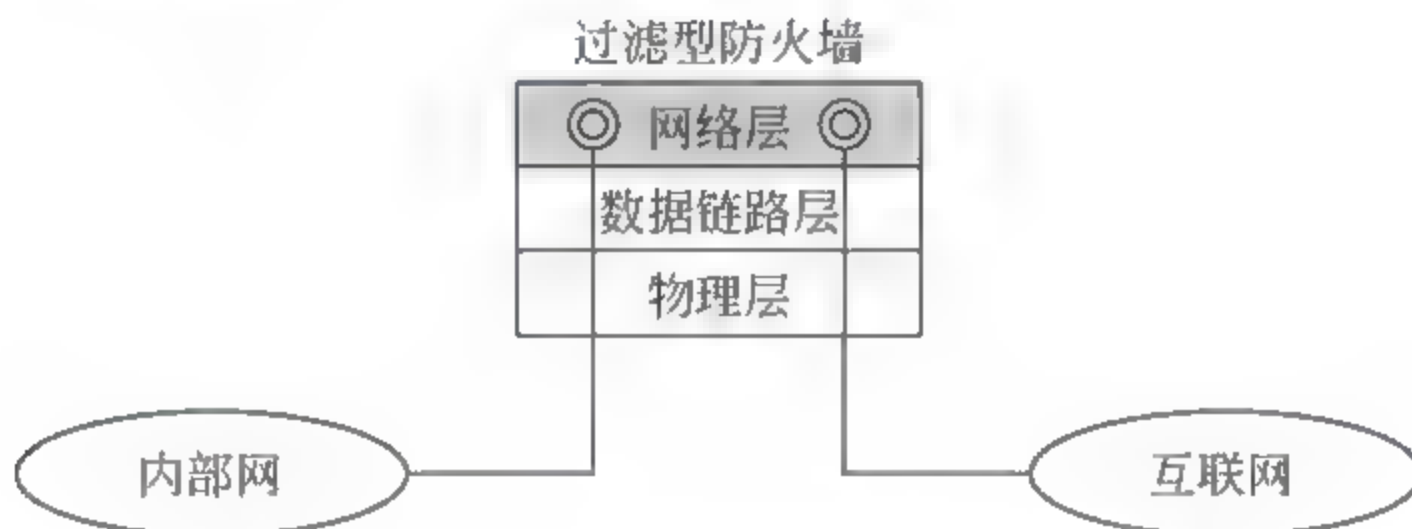 过滤型防火墙
网络层
数据链路层
物理层
内部网
互联网